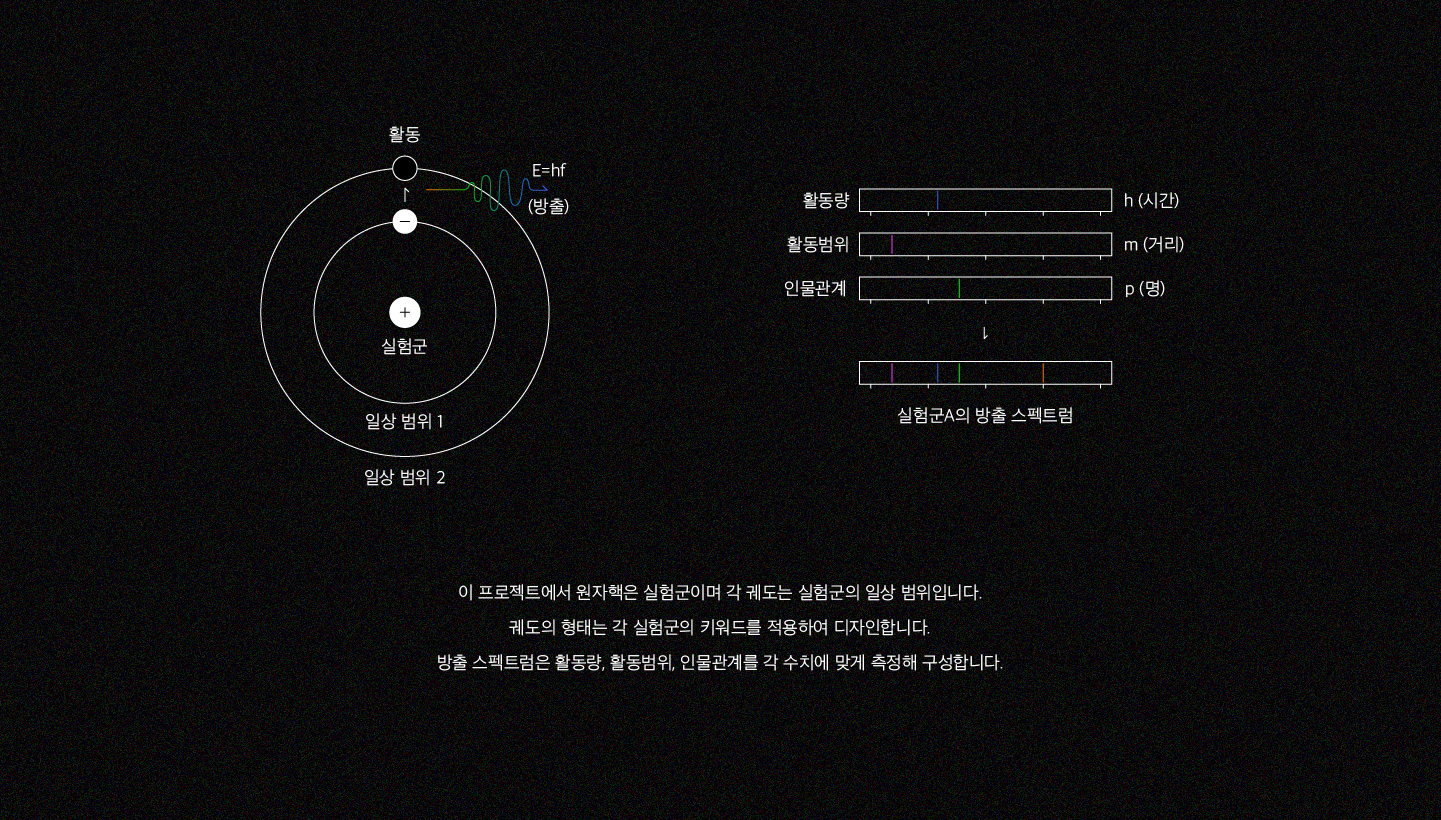 활동
E=hf
(방출)
−
+
실험군
일상 범위 1
일상 범위 2
활동량
h (시간)
활동범위
m (거리)
인물관계
p (명)
실험군A의 방출 스펙트럼
이 프로젝트에서 원자핵은 실험군이며 각 궤도는 실험군의 일상 범위입니다.
궤도의 형태는 각 실험군의 키워드를 적용하여 디자인합니다.
방출 스펙트럼은 활동량, 활동범위, 인물관계를 각 수치에 맞게 측정해 구성합니다.